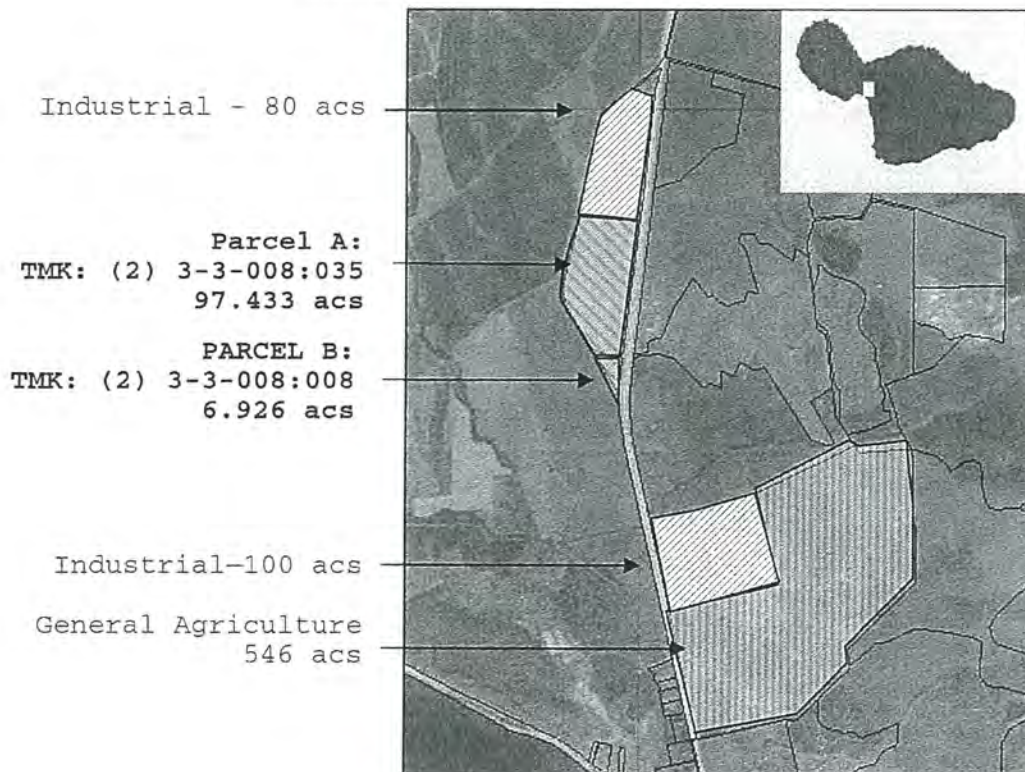 Industrial - 80 acs
Parcel A:
TMK: (2) 3-3-008:035
97.433 acs
PARCEL B:
TMK: (2) 3-3-008:008
6.926 acs
Industrial—100 acs
General Agriculture
546 acs